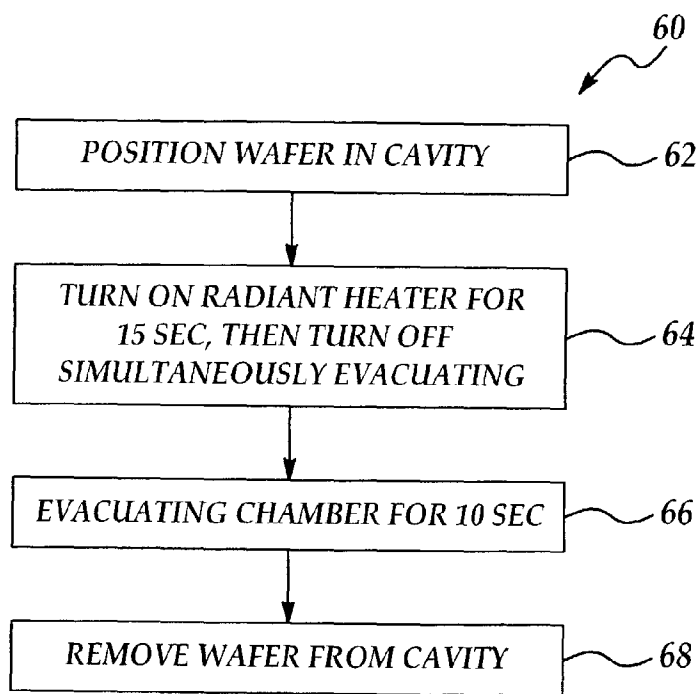 60
POSITION WAFER IN CAVITY
62
TURN ON RADIANT HEATER FOR
15 SEC, THEN TURN OFF
SIMULTANEOUSLY EVACUATING
64
EVACUATING CHAMBER FOR 10 SEC
66
REMOVE WAFER FROM CAVITY
68